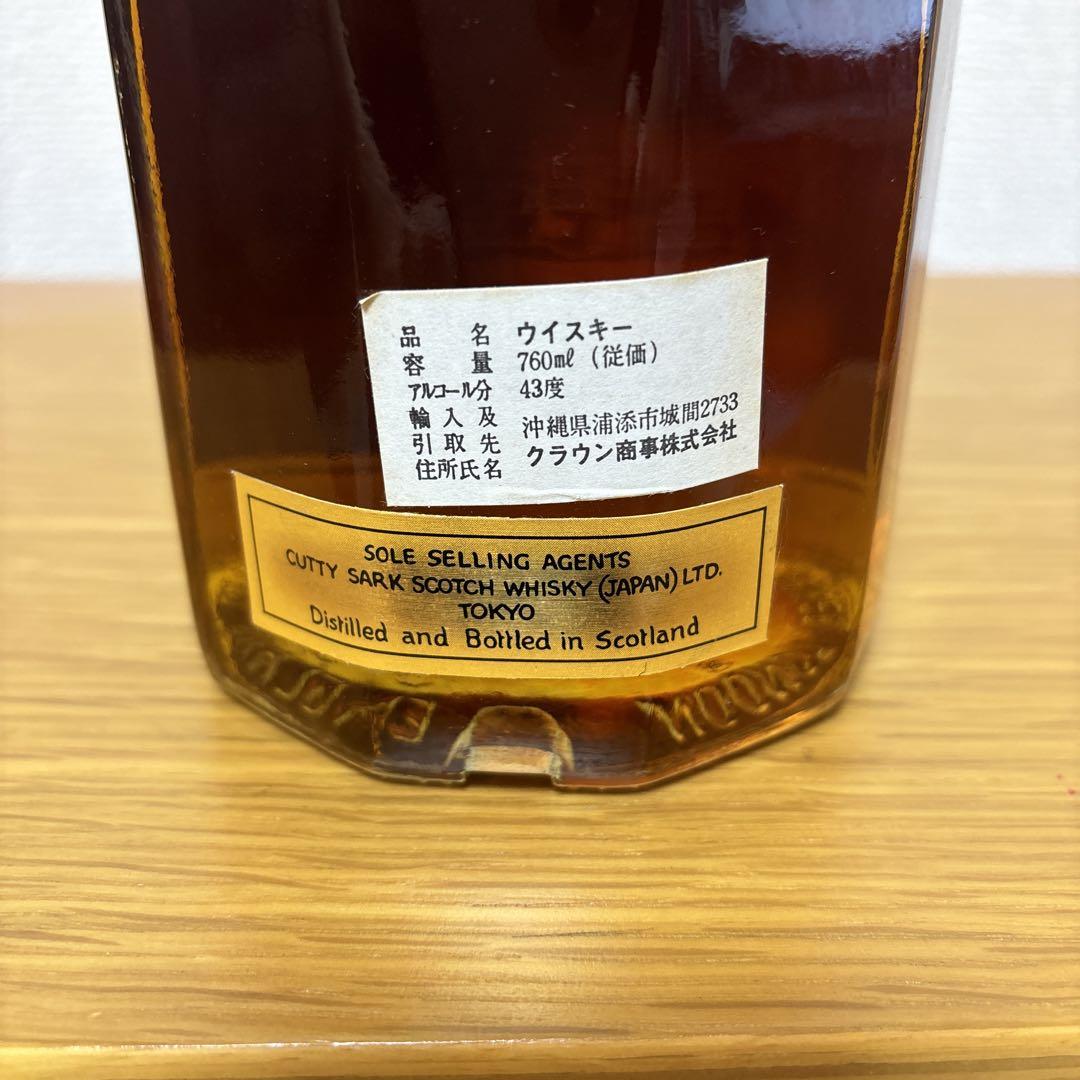 品名 ウイスキー
容量 760ml (従価)
アルコール分 43度
輸入及 沖縄県浦添市城間2733
引取先 クラウン商事株式会社
住所氏名
SOLE SELLING AGENTS
CUTTY SARK SCOTCH WHISKY (JAPAN) LTD.
TOKYO
Distilled and Bottled in Scotland